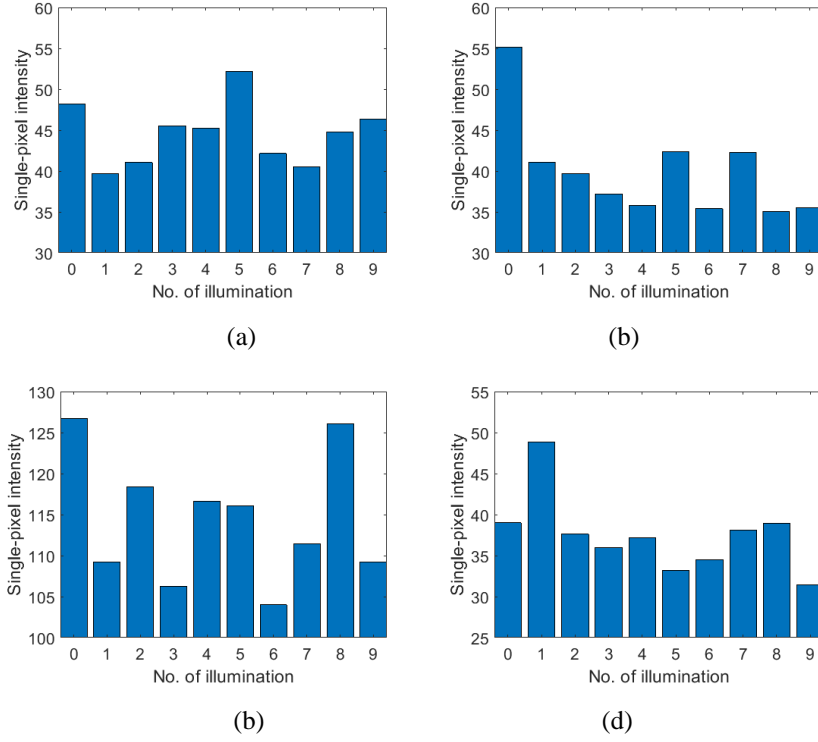 60
55
50
45
40
35
30
Single-pixel intensity
0 1 2 3 4 5 6 7 8 9
No. of illumination
(a)
60
55
50
45
40
35
30
Single-pixel intensity
0 1 2 3 4 5 6 7 8 9
No. of illumination
(b)
130
125
120
115
110
105
100
Single-pixel intensity
0 1 2 3 4 5 6 7 8 9
No. of illumination
(b)
55
50
45
40
35
30
25
Single-pixel intensity
0 1 2 3 4 5 6 7 8 9
No. of illumination
(d)